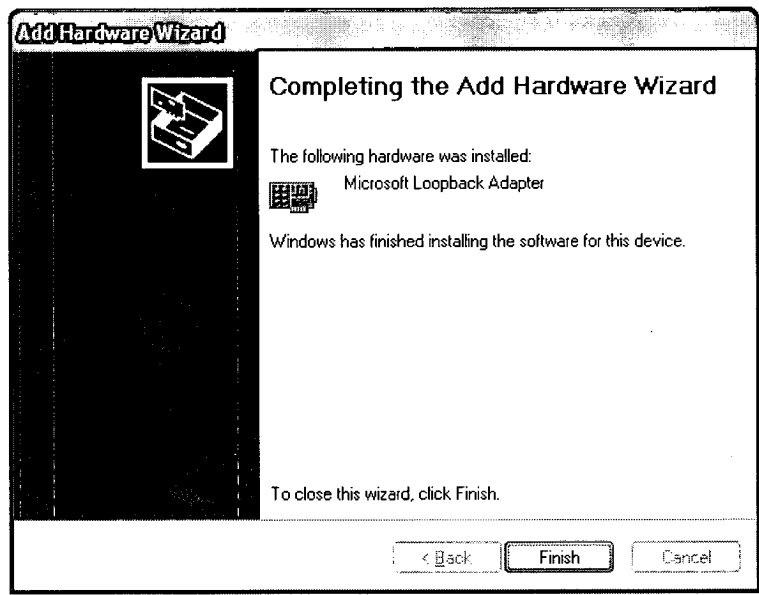 Add Hardware Wizard
Completing the Add Hardware Wizard
The following hardware was installed:
Microsoft Loopback Adapter
Windows has finished installing the software for this device.
To close this wizard, click Finish.
< Back Finish Cancel